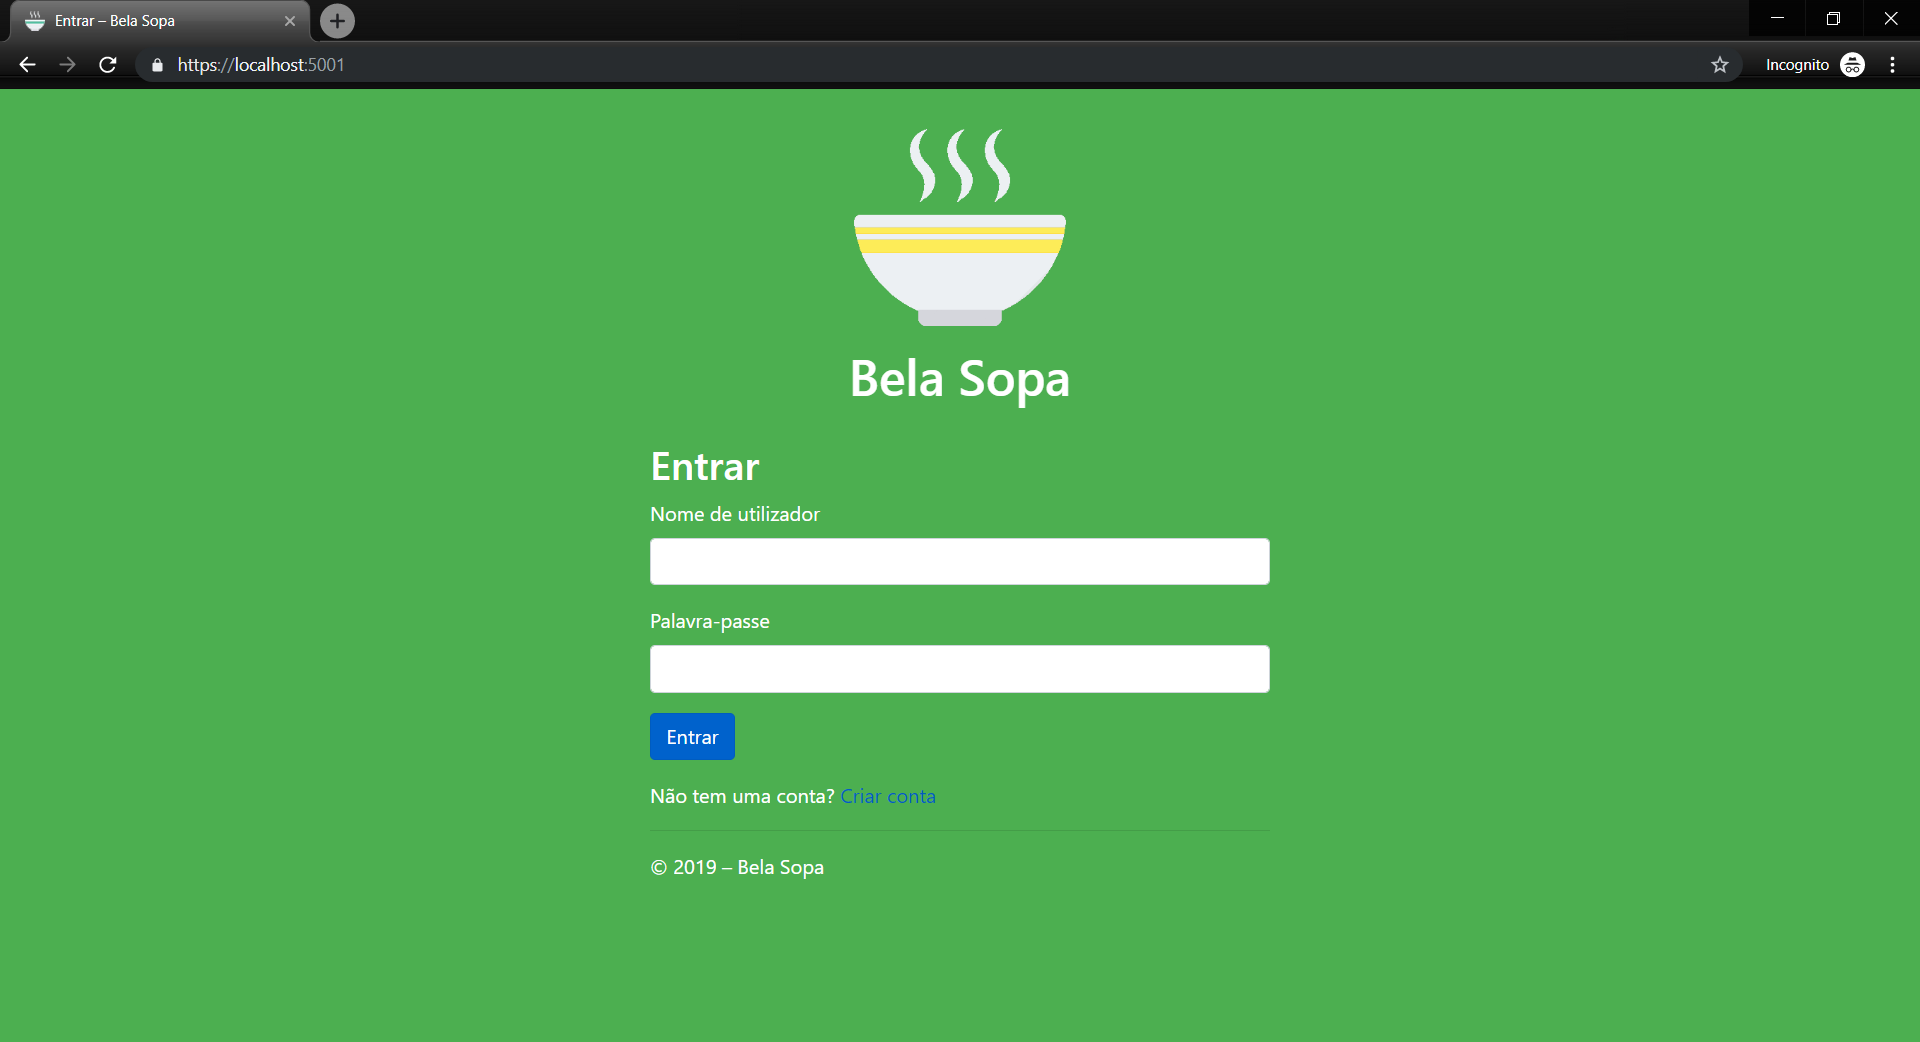 Entrar – Bela Sopa
https://localhost:5001
Incognito
Bela Sopa
Entrar
Nome de utilizador
Palavra-passe
Entrar
Não tem uma conta? Criar conta
© 2019 – Bela Sopa